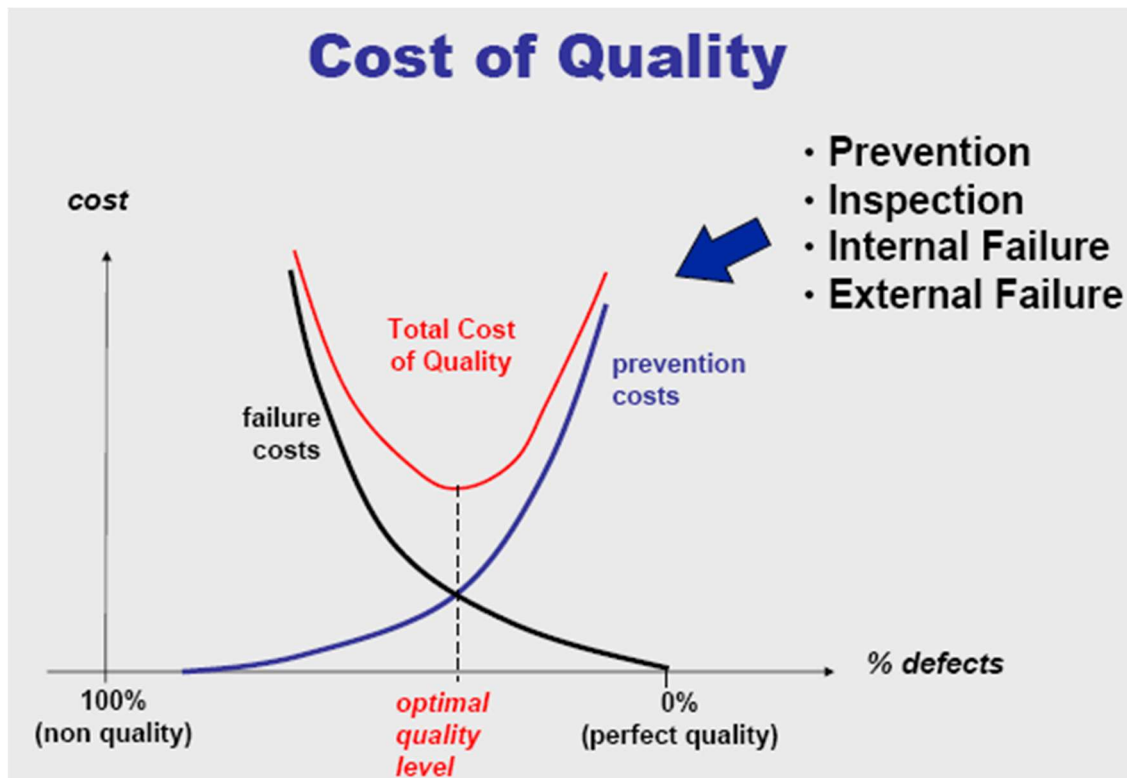 Cost of Quality
• Prevention
• Inspection
• Internal Failure
• External Failure
cost
Total Cost
of Quality
prevention
costs
failure
costs
% defects
100%
(non quality)
optimal
quality
level
0%
(perfect quality)